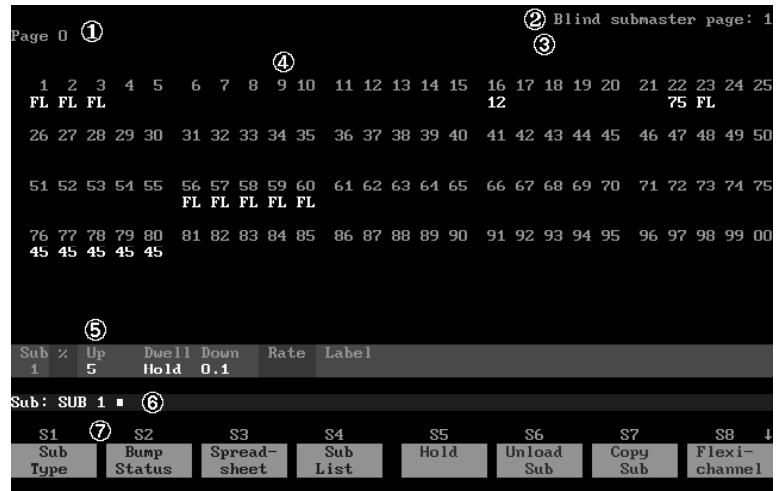 ② Blind submaster page: 1
Page 0 ①
③
④
1 2 3 4 5 6 7 8 9 10 11 12 13 14 15 16 17 18 19 20 21 22 23 24 25
FL FL FL 12 75 FL
26 27 28 29 30 31 32 33 34 35 36 37 38 39 40 41 42 43 44 45 46 47 48 49 50
51 52 53 54 55 56 57 58 59 60 61 62 63 64 65 66 67 68 69 70 71 72 73 74 75
FL FL FL FL FL
76 77 78 79 80 81 82 83 84 85 86 87 88 89 90 91 92 93 94 95 96 97 98 99 00
45 45 45 45 45
⑤
Sub % Up Dwell Down Rate Label
1 5 Hold 0.1
Sub: SUB 1 ⑥
S1 ⑦ S2 S3 S4 S5 S6 S7 S8 ↓
Sub Bump Spread- Sub Hold Unload Copy Flexi-
Type Status sheet List Sub Sub channel